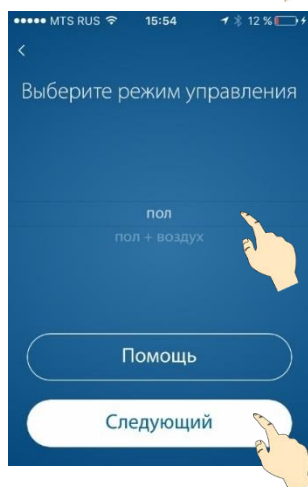 MTS RUS 15:54 12 %
Выберите режим управления
пол
пол + воздух
Помощь
Следующий